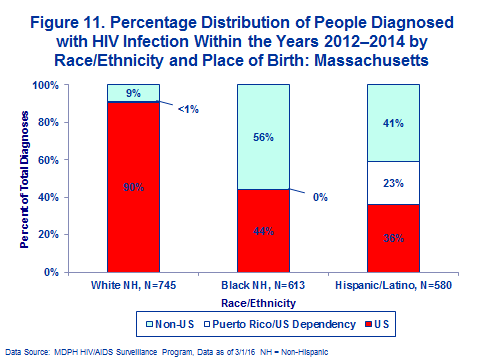 Figure 11. Percentage Distribution of People Diagnosed
with HIV Infection Within the Years 2012–2014 by
Race/Ethnicity and Place of Birth: Massachusetts
Percent of Total Diagnoses
100%
80%
60%
40%
20%
0%
9%
<1%
90%
56%
0%
44%
41%
23%
36%
White NH, N=745
Black NH, N=613
Hispanic/Latino, N=580
Race/Ethnicity
Non-US
Puerto Rico/US Dependency
US
Data Source: MDPH HIV/AIDS Surveillance Program, Data as of 3/1/16 NH = Non-Hispanic